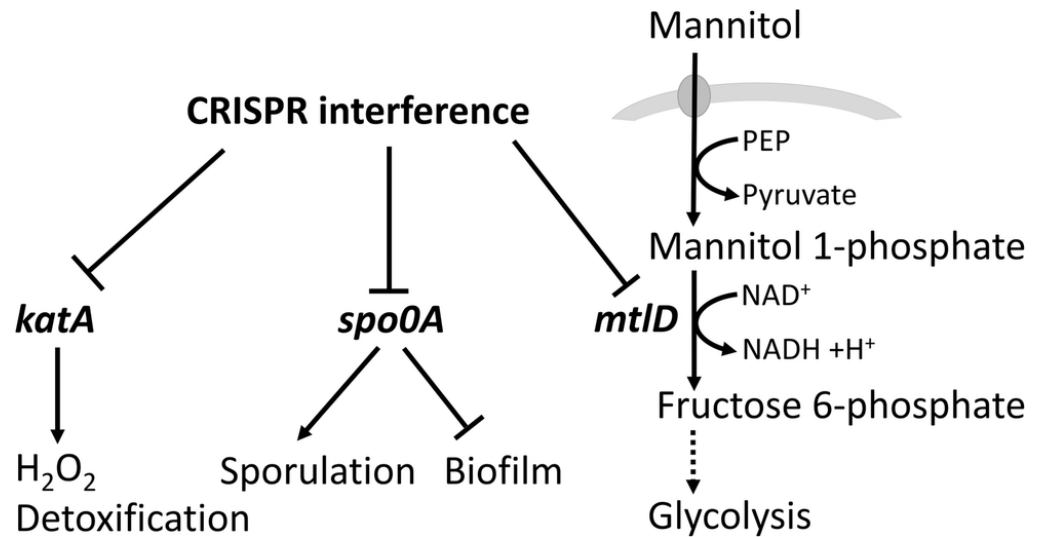 Mannitol
CRISPR interference
PEP
Pyruvate
Mannitol 1-phosphate
NAD⁺
katA
spo0A
mtlD
NADH +H⁺
Fructose 6-phosphate
H₂O₂
Detoxification
Sporulation
Biofilm
Glycolysis